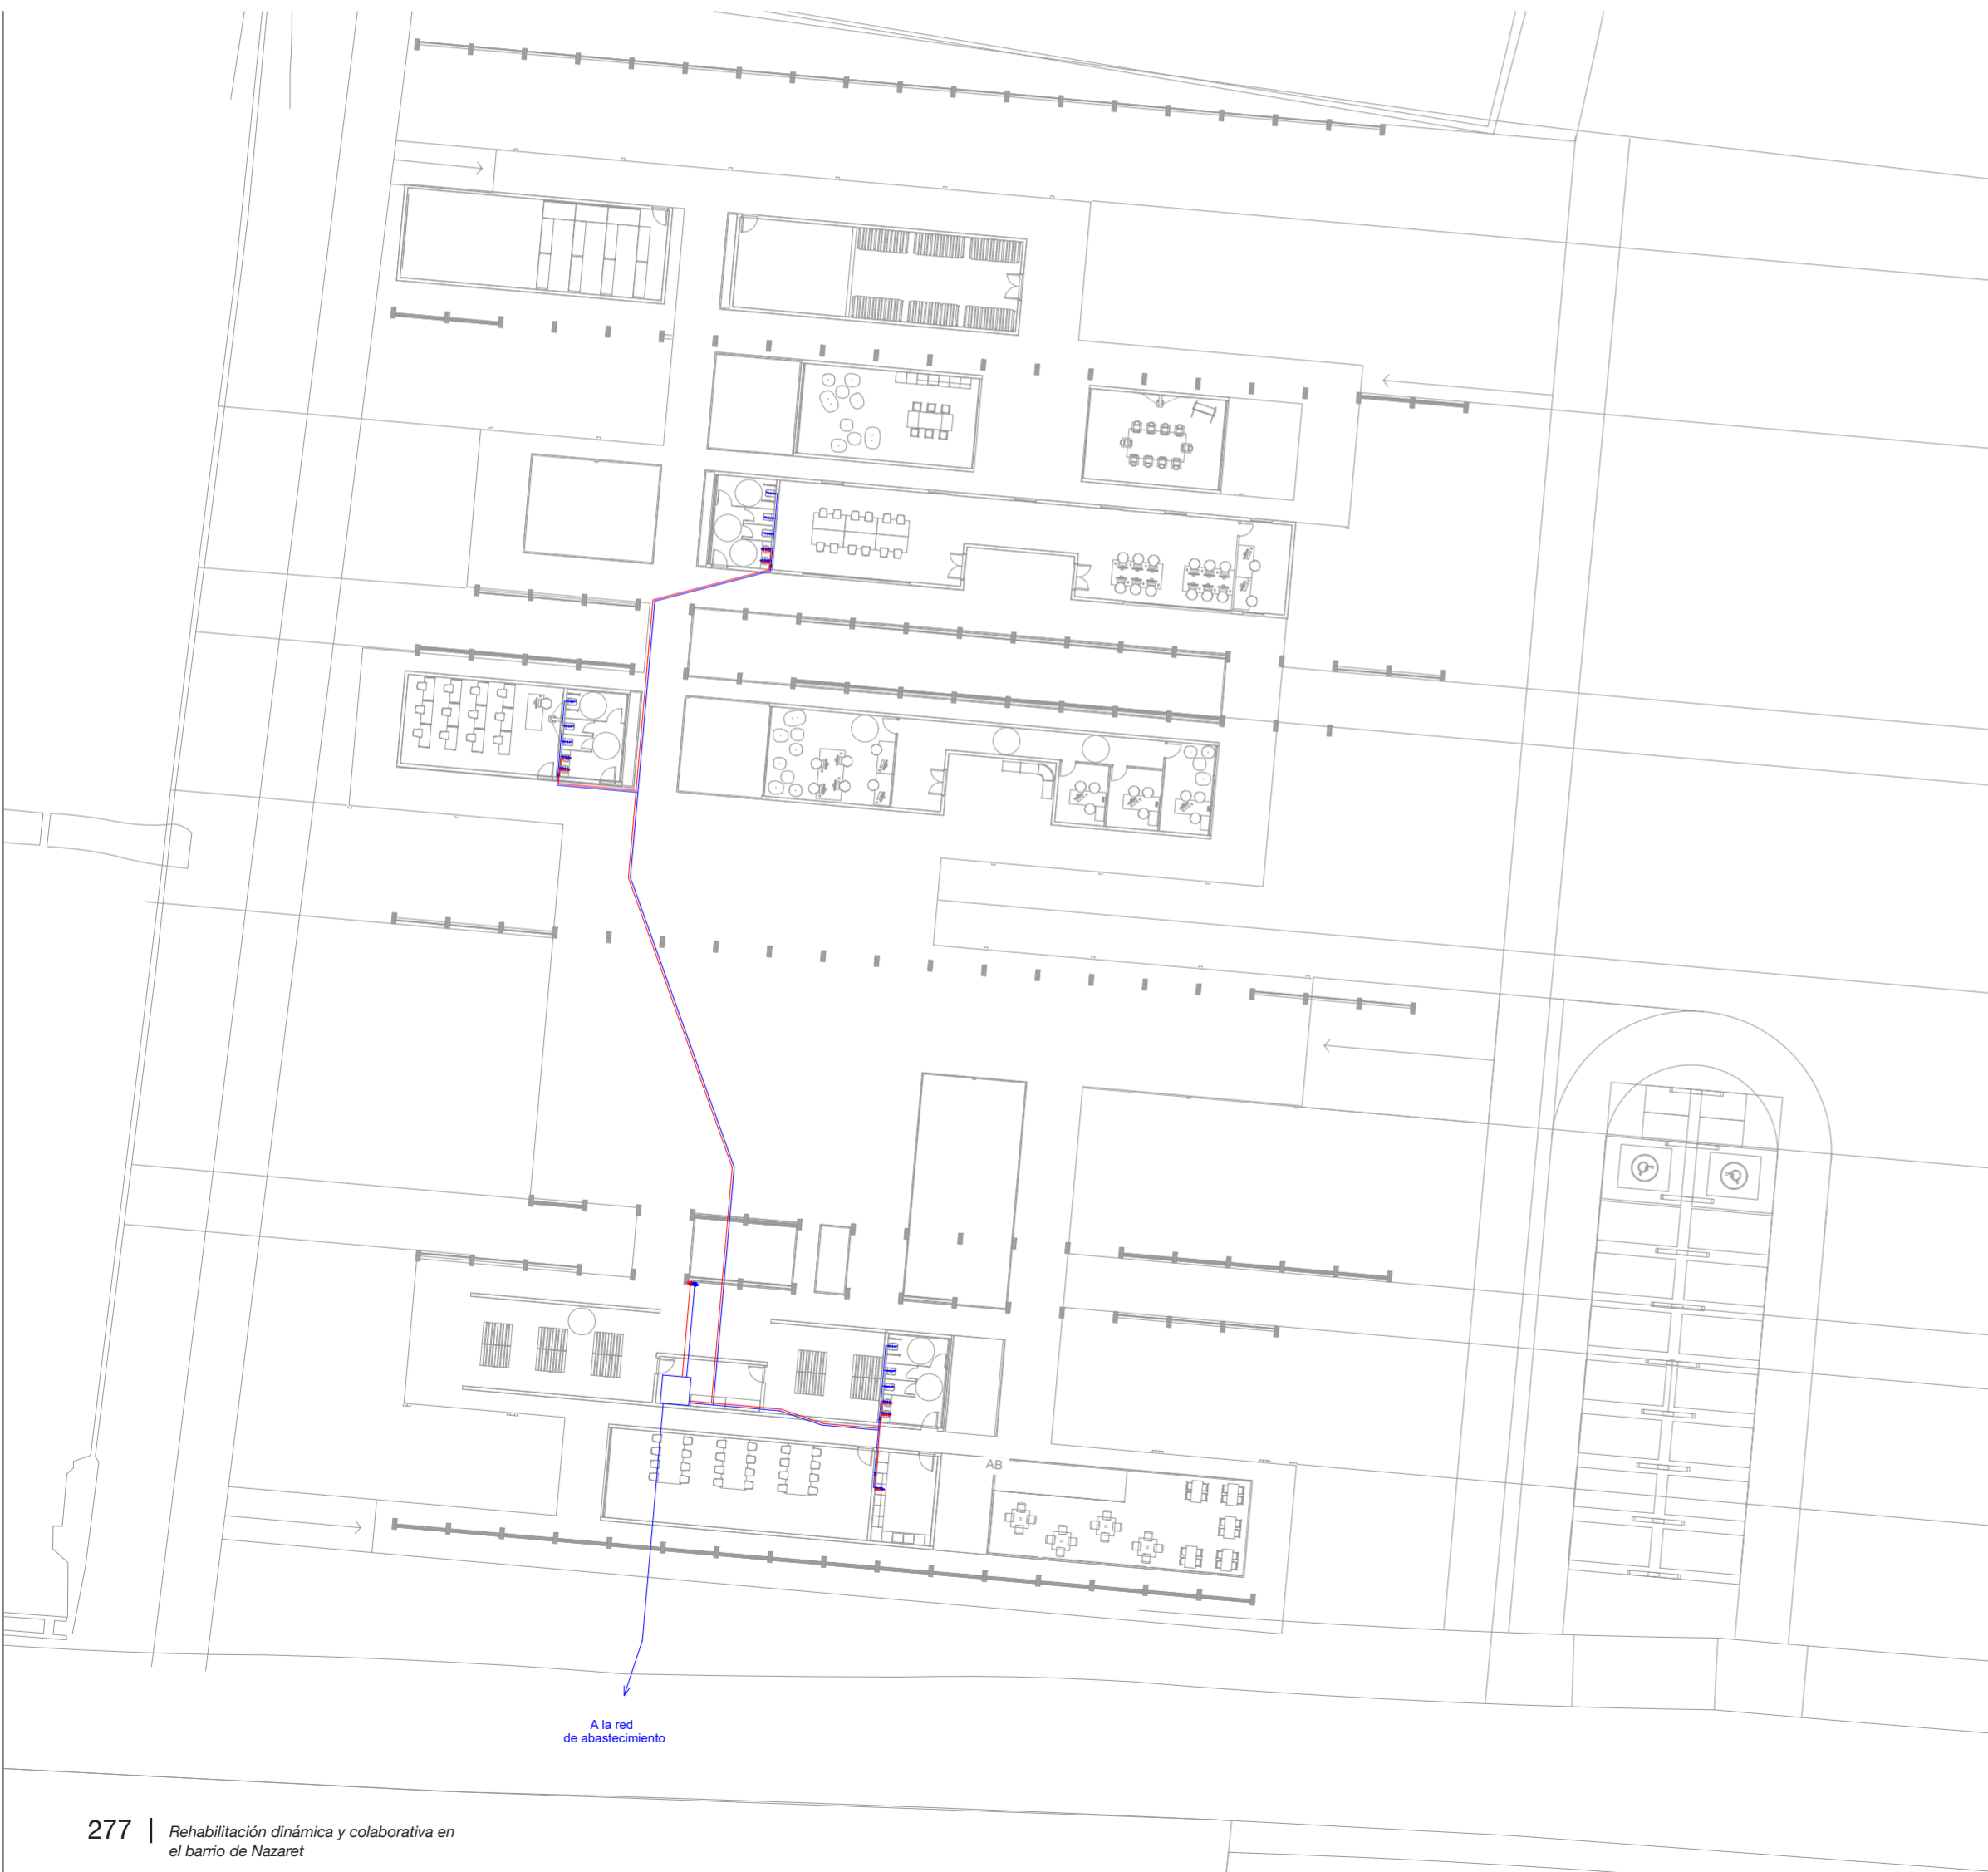 AB
A la red
de abastecimiento
277
Rehabilitación dinámica y colaborativa en
el barrio de Nazaret